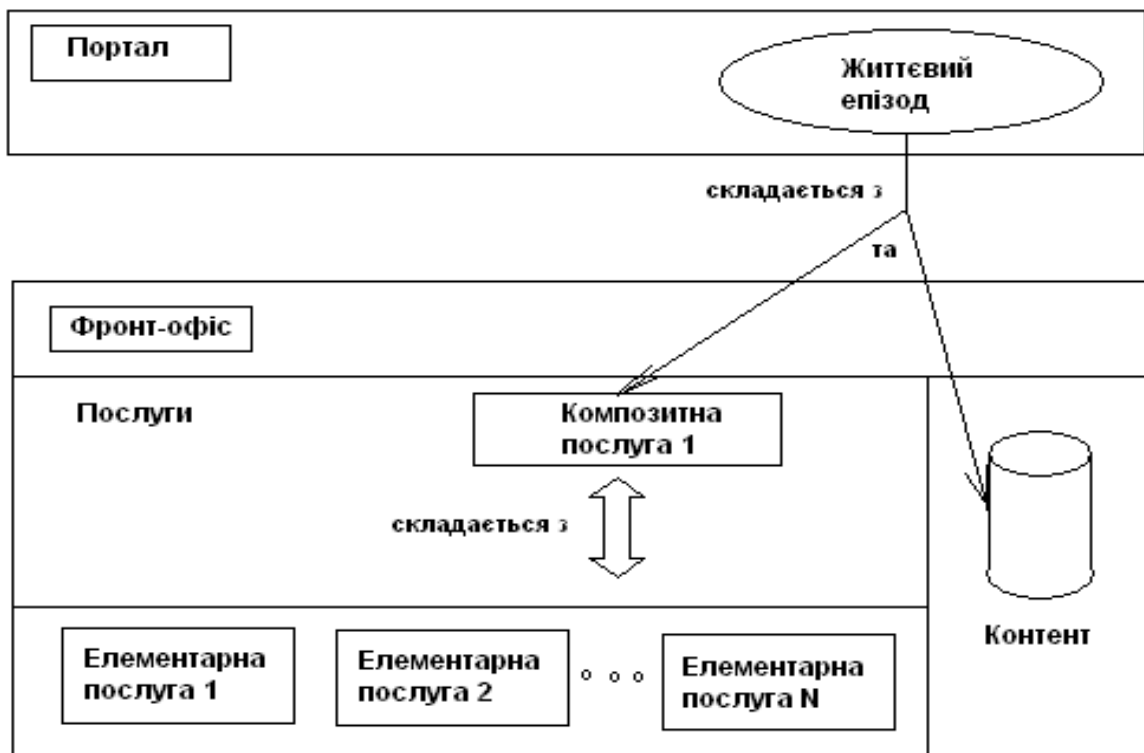 Портал
Життєвий
епізод
складається з
та
Фронт-офіс
Послуги
Композитна
послуга 1
складається з
Елементарна
послуга 1
Елементарна
послуга 2
Елементарна
послуга N
Контент